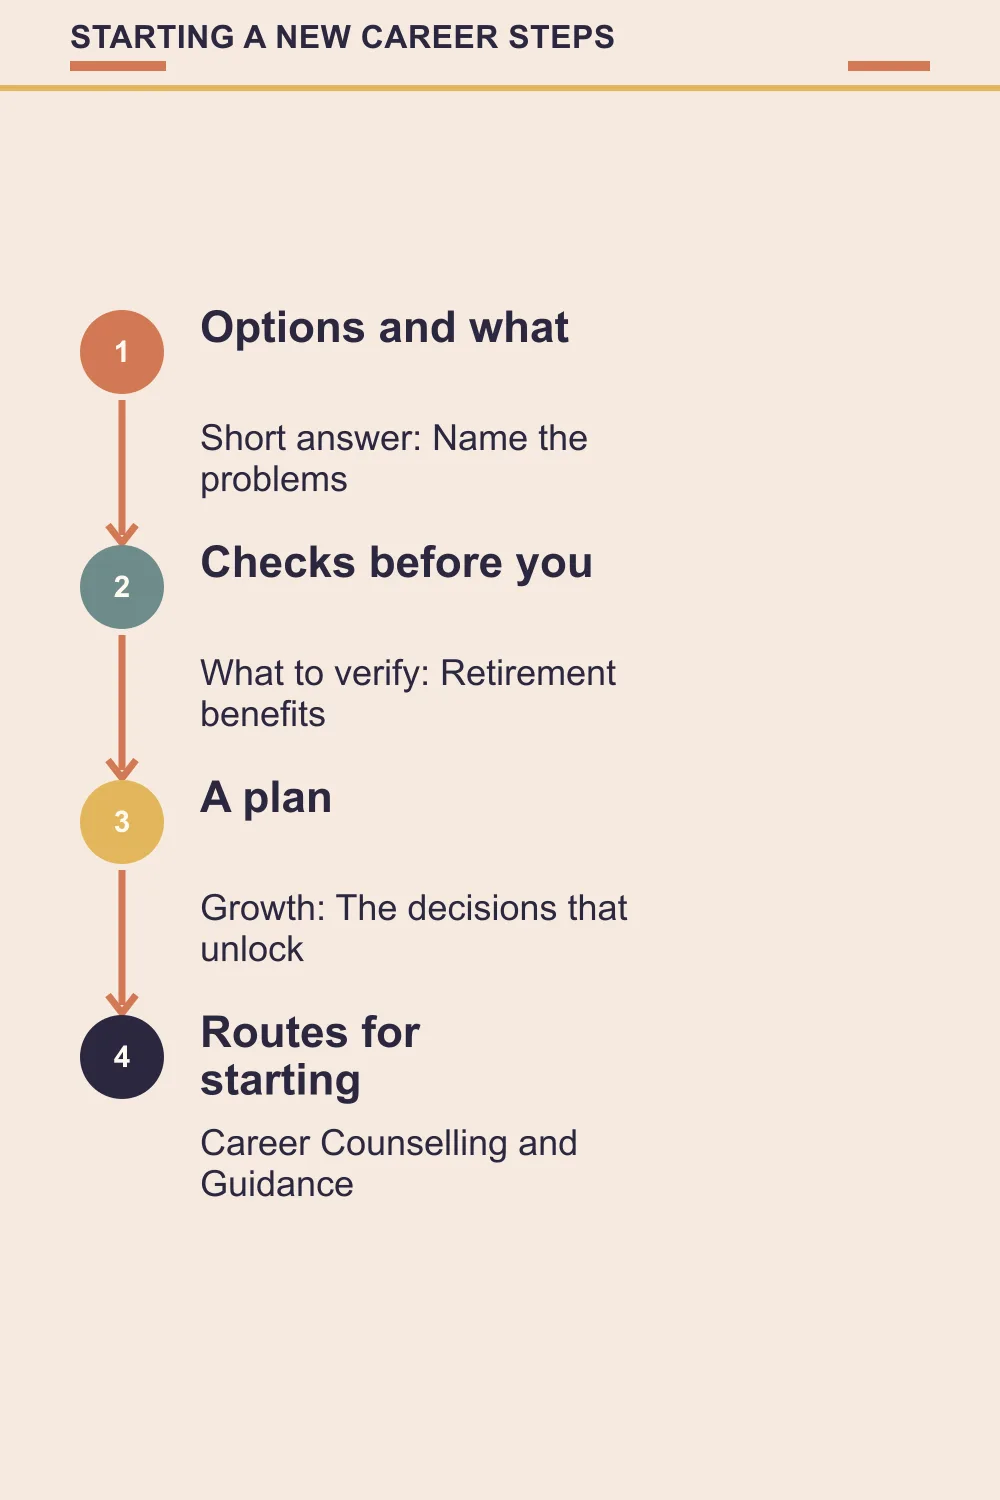 STARTING A NEW CAREER STEPS
1
Options and what
Short answer: Name the
problems
2
Checks before you
What to verify: Retirement
benefits
3
A plan
Growth: The decisions that
unlock
4
Routes for
starting
Career Counselling and
Guidance